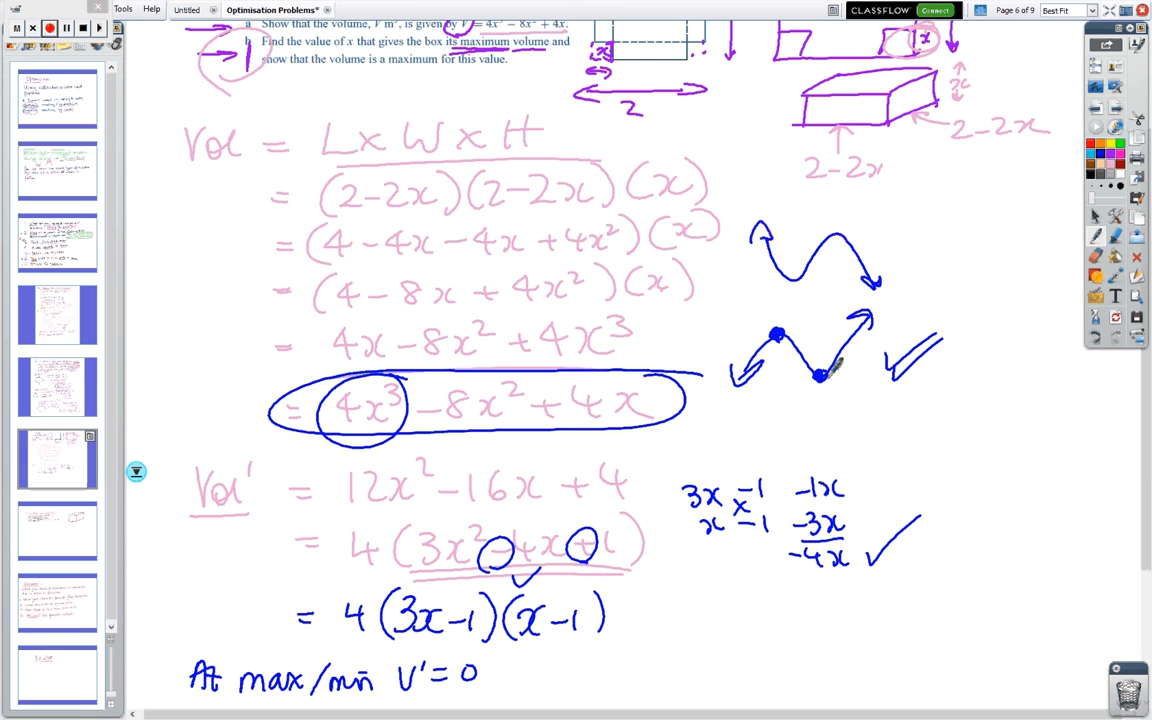 Tools Help Untitled Optimisation Problems* CLASSFLOW Connect Page 6 of 9 Best Fit
a Show that the volume, V m³, is given by V = 4x³ − 8x² + 4x.
b Find the value of x that gives the box its maximum volume and
show that the volume is a maximum for this value.
1
x
2
x
x
2-2x
2-2x
Vol = L x W x H
= (2-2x)(2-2x)(x)
= (4-4x-4x+4x²)(x)
= (4-8x+4x²)(x)
= 4x-8x²+4x³
= 4x³-8x²+4x
Vol' = 12x²-16x+4
= 4(3x²-4x+1)
3x -1 -1x
x -1 -3x
-4x
= 4(3x-1)(x-1)
At max/min V'=0